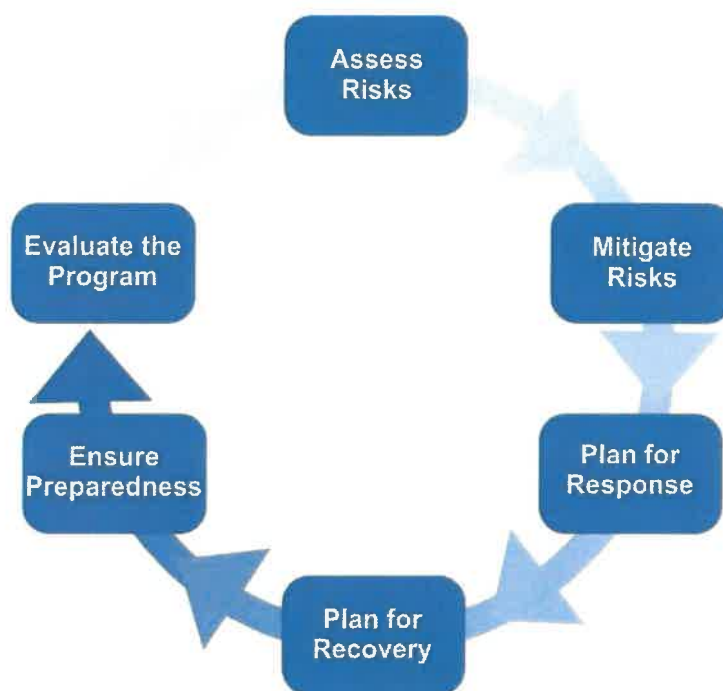 Assess
Risks
Mitigate
Risks
Plan for
Response
Plan for
Recovery
Ensure
Preparedness
Evaluate the
Program